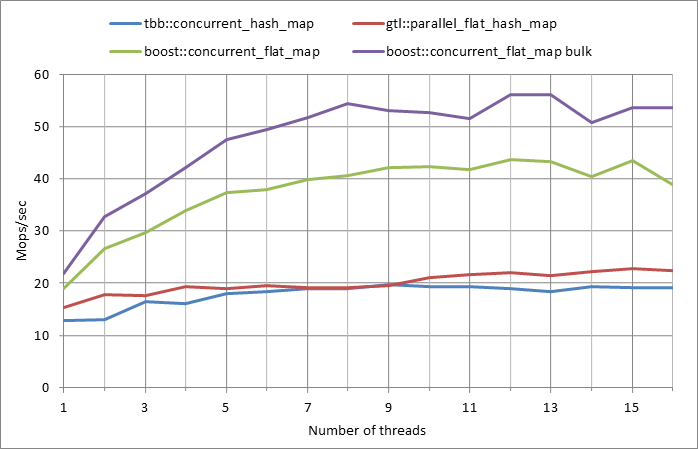 tbb::concurrent_hash_map gtl::parallel_flat_hash_map
boost::concurrent_flat_map boost::concurrent_flat_map bulk
60
50
40
30
20
10
0
Mops/sec
1 3 5 7 9 11 13 15
Number of threads